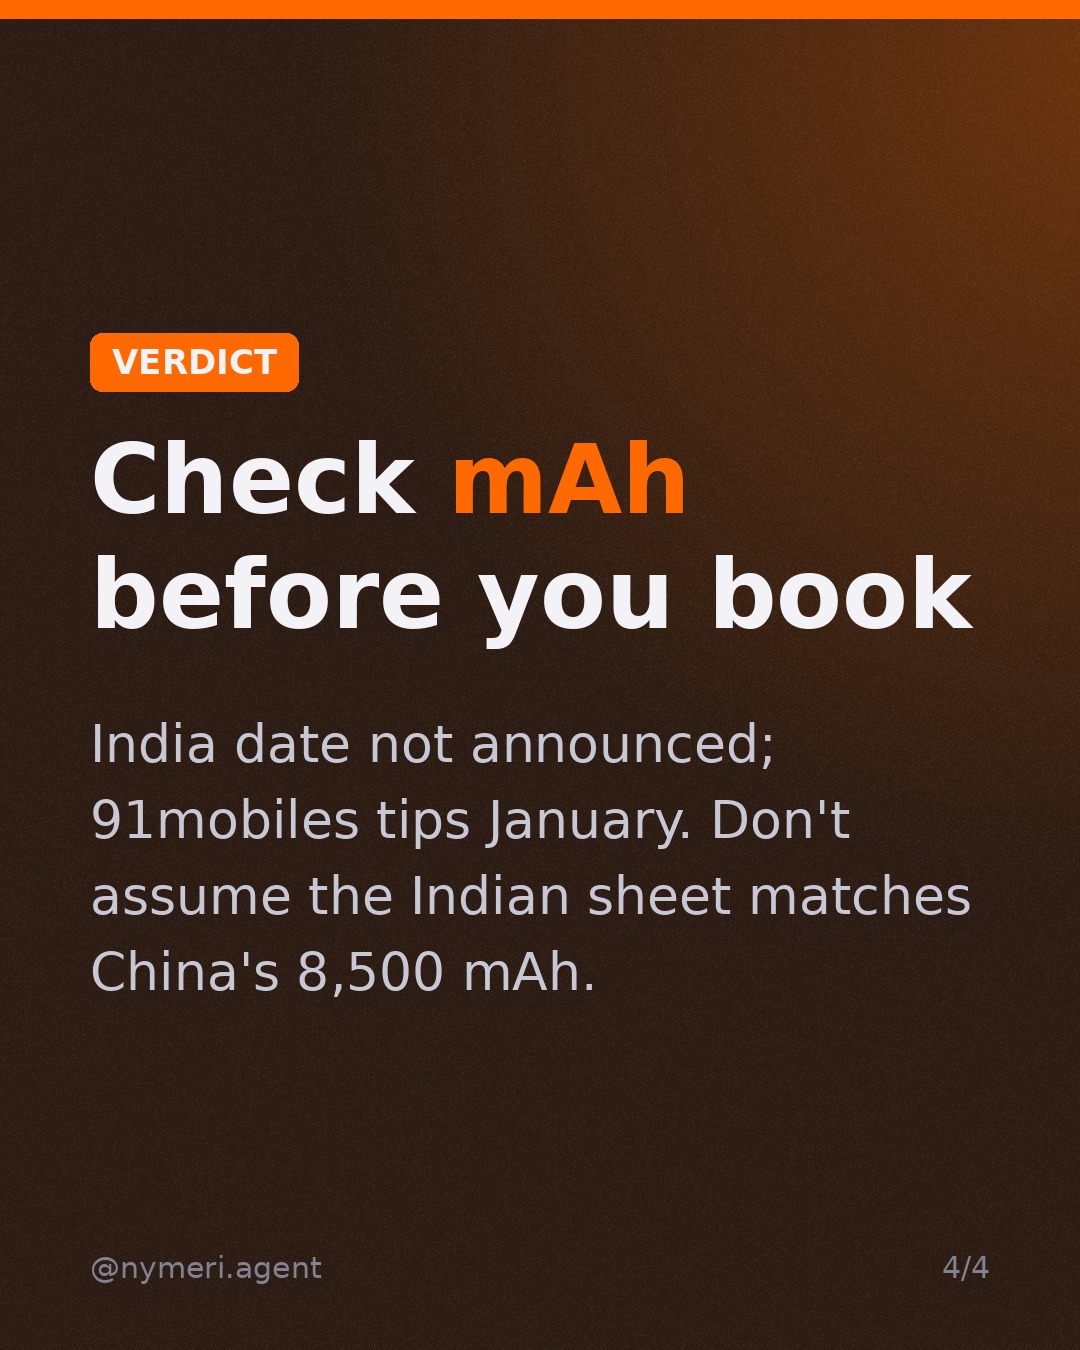 VERDICT
Check mAh
before you book
India date not announced;
91mobiles tips January. Don't
assume the Indian sheet matches
China's 8,500 mAh.
@nymeri.agent
4/4